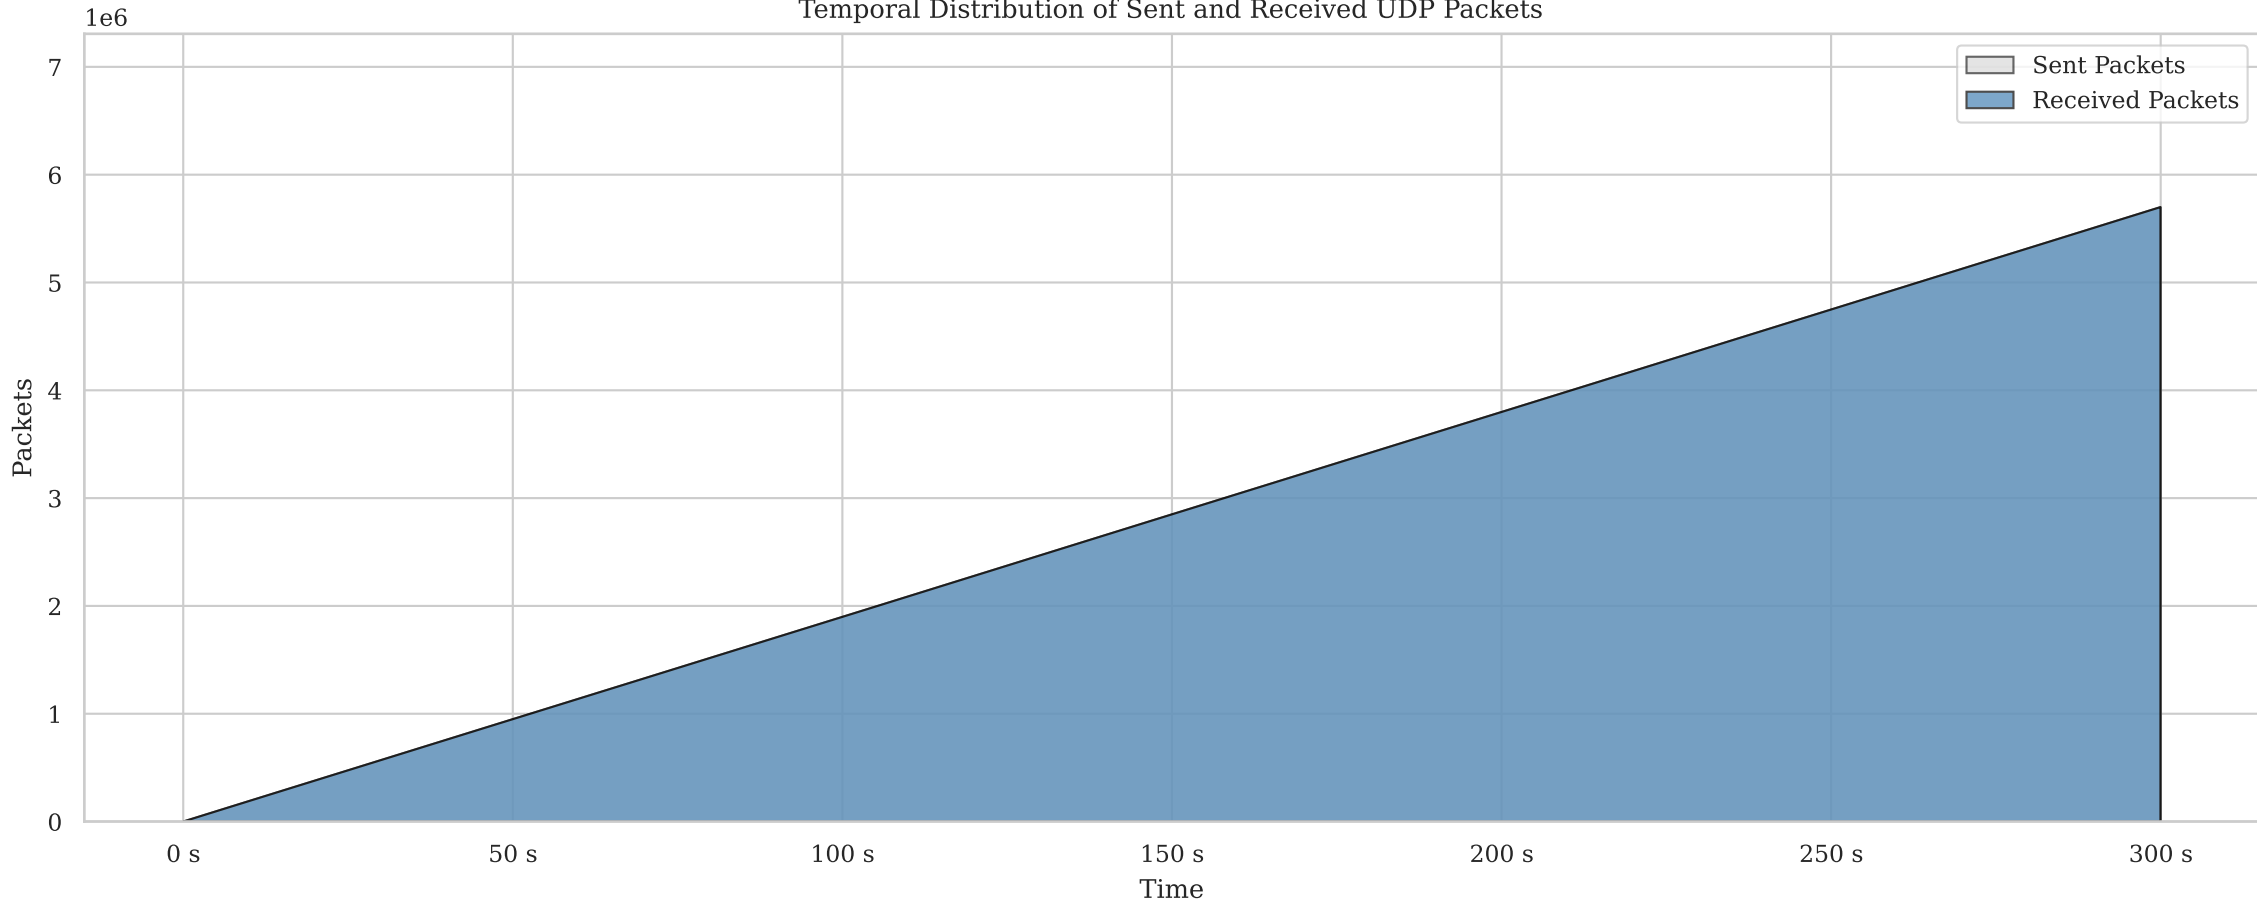 Temporal Distribution of Sent and Received UDP Packets
1e6
7
6
5
4
3
2
1
0
Packets
Sent Packets
Received Packets
0 s
50 s
100 s
150 s
200 s
250 s
300 s
Time